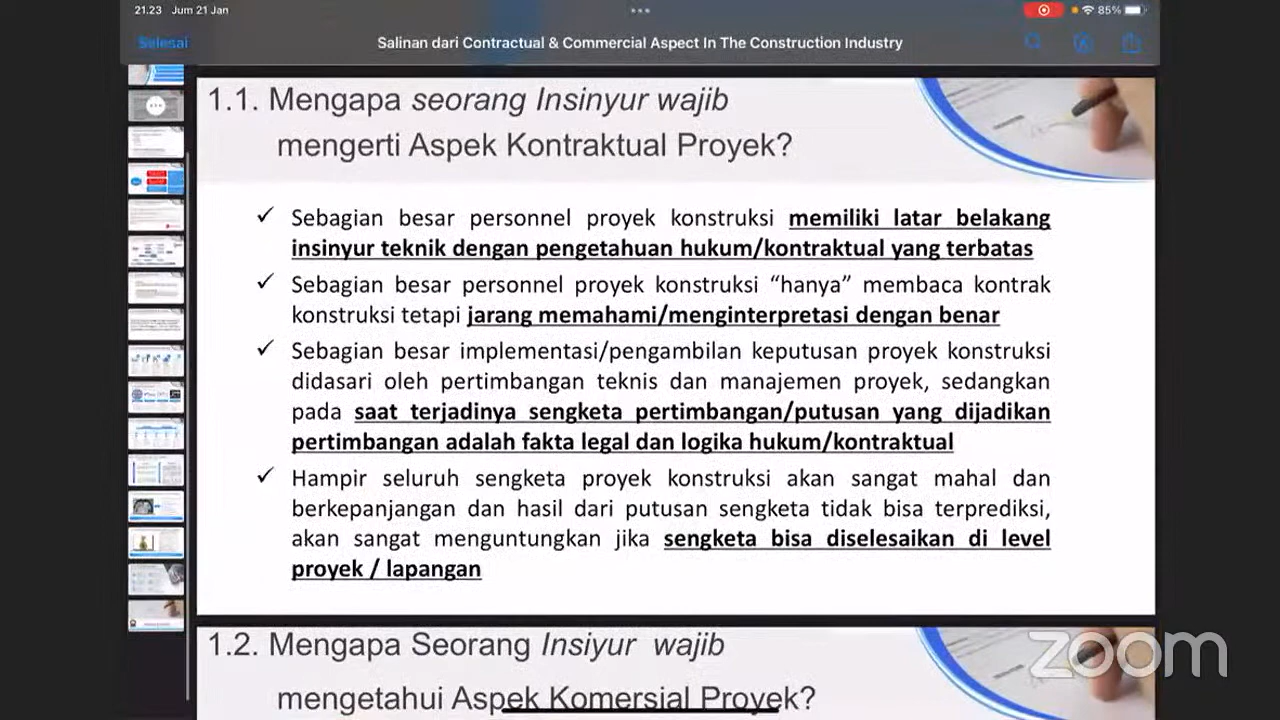 21.23 Jum 21 Jan
85%
Selesai
Salinan dari Contractual & Commercial Aspect In The Construction Industry
1.1. Mengapa seorang Insinyur wajib
mengerti Aspek Kontraktual Proyek?
✓ Sebagian besar personnel proyek konstruksi memiliki latar belakang
insinyur teknik dengan pengetahuan hukum/kontraktual yang terbatas
✓ Sebagian besar personnel proyek konstruksi “hanya” membaca kontrak
konstruksi tetapi jarang memahami/menginterpretasi dengan benar
✓ Sebagian besar implementasi/pengambilan keputusan proyek konstruksi
didasari oleh pertimbangan teknis dan manajemen proyek, sedangkan
pada saat terjadinya sengketa pertimbangan/putusan yang dijadikan
pertimbangan adalah fakta legal dan logika hukum/kontraktual
✓ Hampir seluruh sengketa proyek konstruksi akan sangat mahal dan
berkepanjangan dan hasil dari putusan sengketa tidak bisa terprediksi,
akan sangat menguntungkan jika sengketa bisa diselesaikan di level
proyek / lapangan
1.2. Mengapa Seorang Insiyur wajib
mengetahui Aspek Komersial Proyek?
zoom